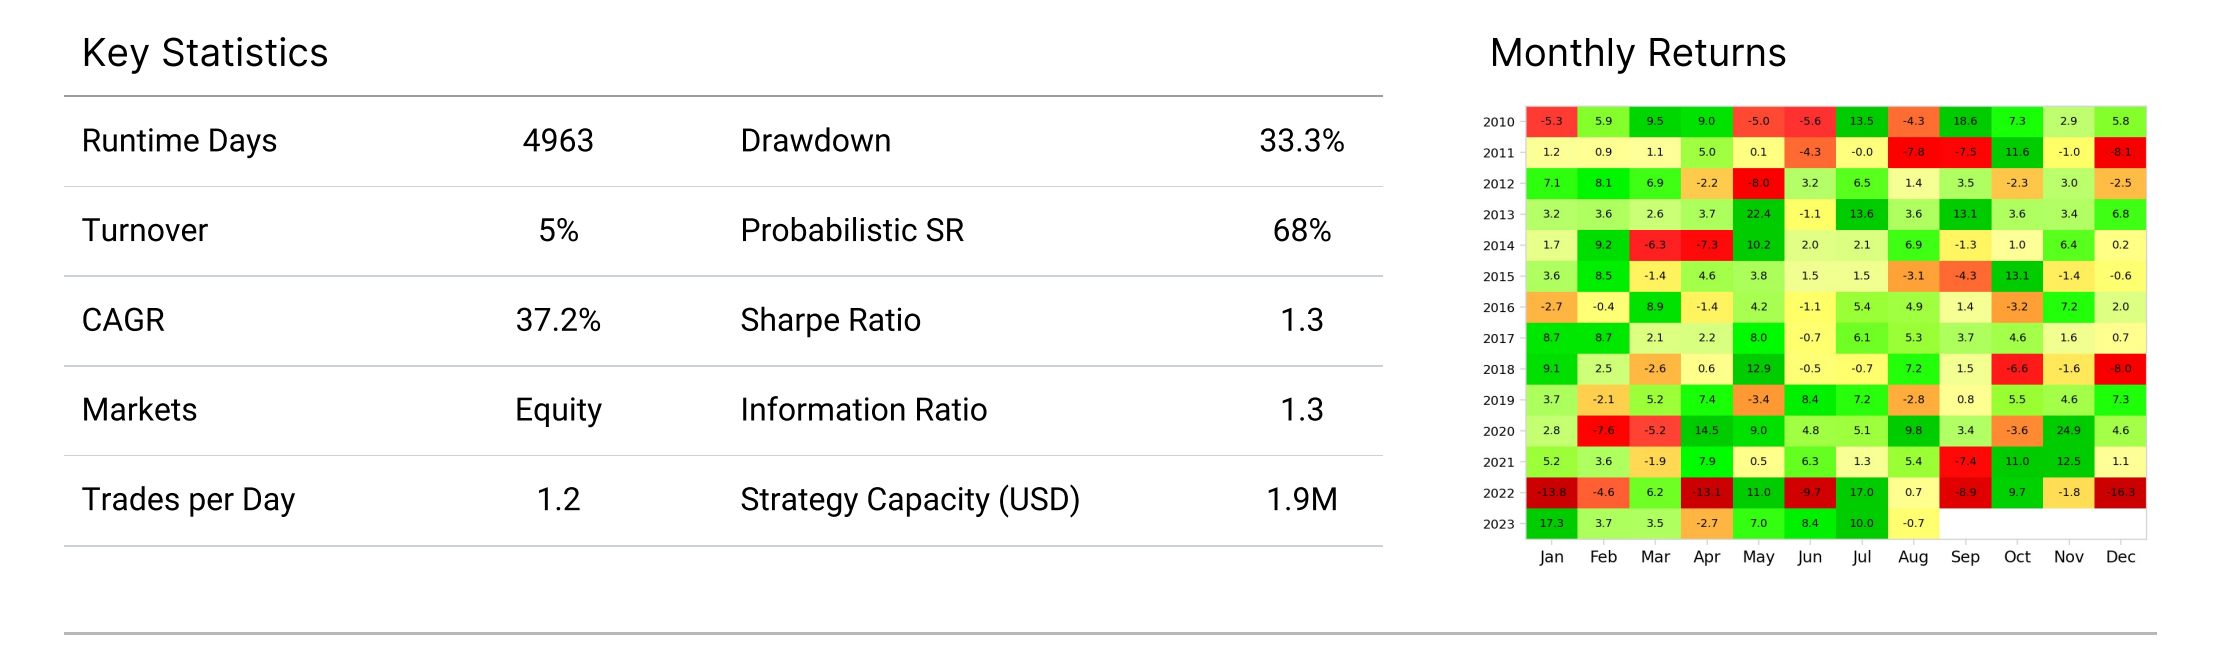 Key Statistics
Runtime Days 4963 Drawdown 33.3%
Turnover 5% Probabilistic SR 68%
CAGR 37.2% Sharpe Ratio 1.3
Markets Equity Information Ratio 1.3
Trades per Day 1.2 Strategy Capacity (USD) 1.9M
Monthly Returns
2010 -5.3 5.9 9.5 9.0 -5.0 -5.6 13.5 -4.3 18.6 7.3 2.9 5.8
2011 1.2 0.9 1.1 5.0 0.1 -4.3 -0.0 -7.8 -7.5 11.6 -1.0 -8.1
2012 7.1 8.1 6.9 -2.2 -8.0 3.2 6.5 1.4 3.5 -2.3 3.0 -2.5
2013 3.2 3.6 2.6 3.7 22.4 -1.1 13.6 3.6 13.1 3.6 3.4 6.8
2014 1.7 9.2 -6.3 -7.3 10.2 2.0 2.1 6.9 -1.3 1.0 6.4 0.2
2015 3.6 8.5 -1.4 4.6 3.8 1.5 1.5 -3.1 -4.3 13.1 -1.4 -0.6
2016 -2.7 -0.4 8.9 -1.4 4.2 -1.1 5.4 4.9 1.4 -3.2 7.2 2.0
2017 8.7 8.7 2.1 2.2 8.0 -0.7 6.1 5.3 3.7 4.6 1.6 0.7
2018 9.1 2.5 -2.6 0.6 12.9 -0.5 -0.7 7.2 1.5 -6.6 -1.6 -8.0
2019 3.7 -2.1 5.2 7.4 -3.4 8.4 7.2 -2.8 0.8 5.5 4.6 7.3
2020 2.8 -7.6 -5.2 14.5 9.0 4.8 5.1 9.8 3.4 -3.6 24.9 4.6
2021 5.2 3.6 -1.9 7.9 0.5 6.3 1.3 5.4 -7.4 11.0 12.5 1.1
2022 -13.8 -4.6 6.2 -13.1 11.0 -9.7 17.0 0.7 -8.9 9.7 -1.8 -16.3
2023 17.3 3.7 3.5 -2.7 7.0 8.4 10.0 -0.7
Jan Feb Mar Apr May Jun Jul Aug Sep Oct Nov Dec